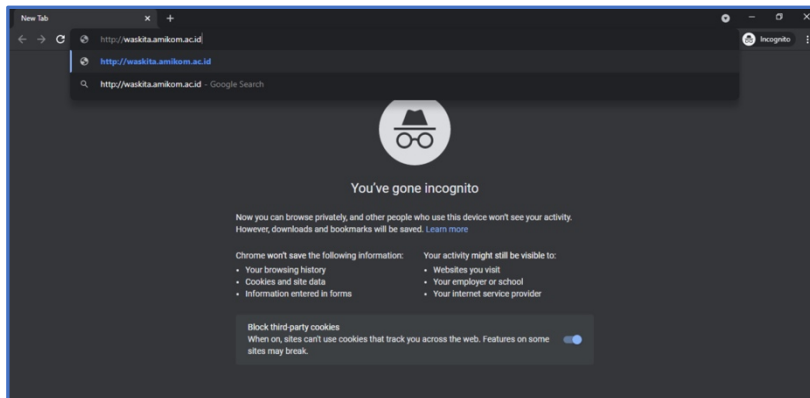 New Tab
http://waskita.amikom.ac.id
Incognito
http://waskita.amikom.ac.id
http://waskita.amikom.ac.id - Google Search
You've gone incognito
Now you can browse privately, and other people who use this device won't see your activity.
However, downloads and bookmarks will be saved. Learn more
Chrome won't save the following information:
• Your browsing history
• Cookies and site data
• Information entered in forms
Your activity might still be visible to:
• Websites you visit
• Your employer or school
• Your internet service provider
Block third-party cookies
When on, sites can't use cookies that track you across the web. Features on some
sites may break.